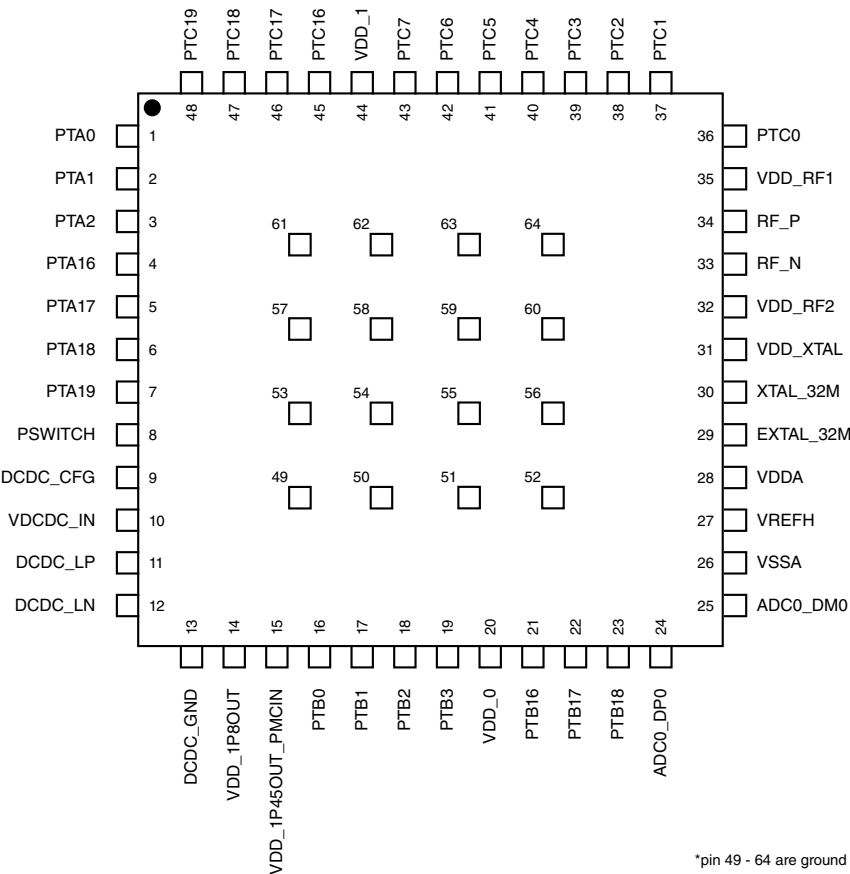 PTC19
PTC18
PTC17
PTC16
VDD_1
PTC7
PTC6
PTC5
PTC4
PTC3
PTC2
PTC1
48
47
46
45
44
43
42
41
40
39
38
37
PTA0 1
PTA1 2
PTA2 3
PTA16 4
PTA17 5
PTA18 6
PTA19 7
PSWITCH 8
DCDC_CFG 9
VDCDC_IN 10
DCDC_LP 11
DCDC_LN 12
61 62 63 64
57 58 59 60
53 54 55 56
49 50 51 52
36 PTC0
35 VDD_RF1
34 RF_P
33 RF_N
32 VDD_RF2
31 VDD_XTAL
30 XTAL_32M
29 EXTAL_32M
28 VDDA
27 VREFH
26 VSSA
25 ADC0_DM0
13
14
15
16
17
18
19
20
21
22
23
24
DCDC_GND
VDD_1P8OUT
VDD_1P45OUT_PMCIN
PTB0
PTB1
PTB2
PTB3
VDD_0
PTB16
PTB17
PTB18
ADC0_DP0
*pin 49 - 64 are ground